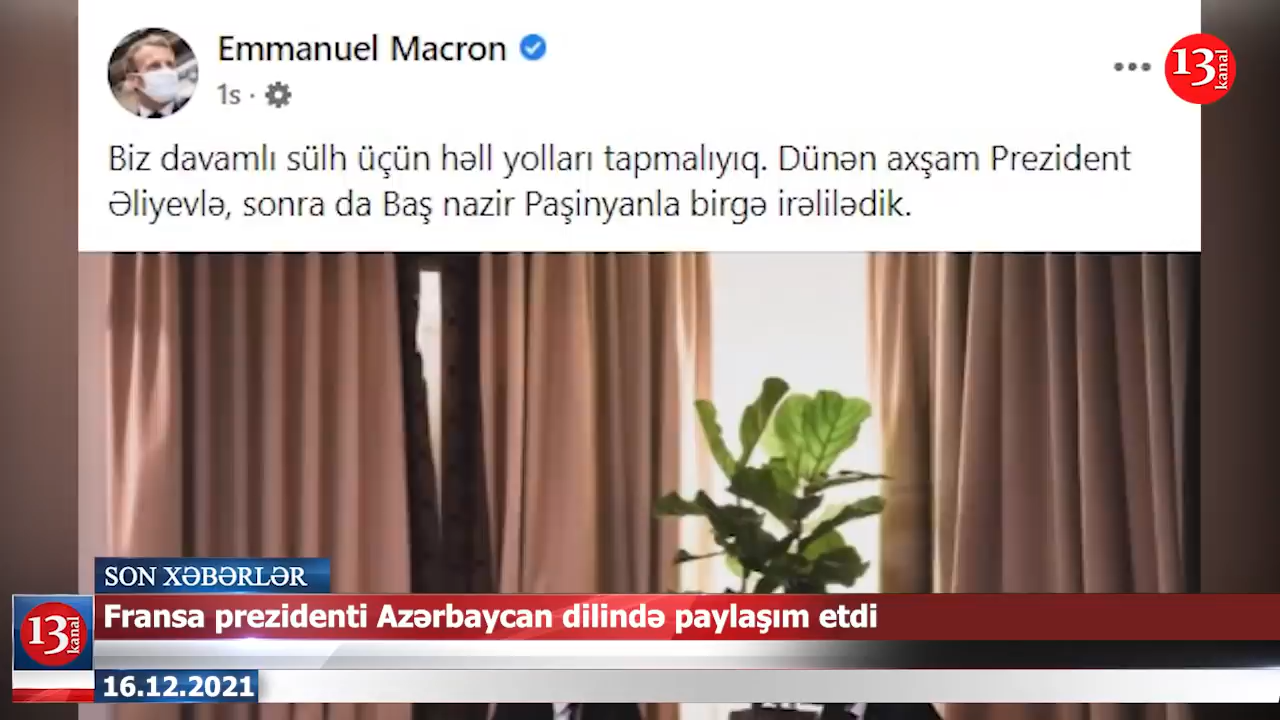 Emmanuel Macron
1s ·
13 kanal
Biz davamlı sülh üçün həll yolları tapmalıyıq. Dünən axşam Prezident
Əliyevlə, sonra da Baş nazir Paşinyanla birgə irəlilədik.
SON XƏBƏRLƏR
13 kanal
Fransa prezidenti Azərbaycan dilində paylaşım etdi
16.12.2021